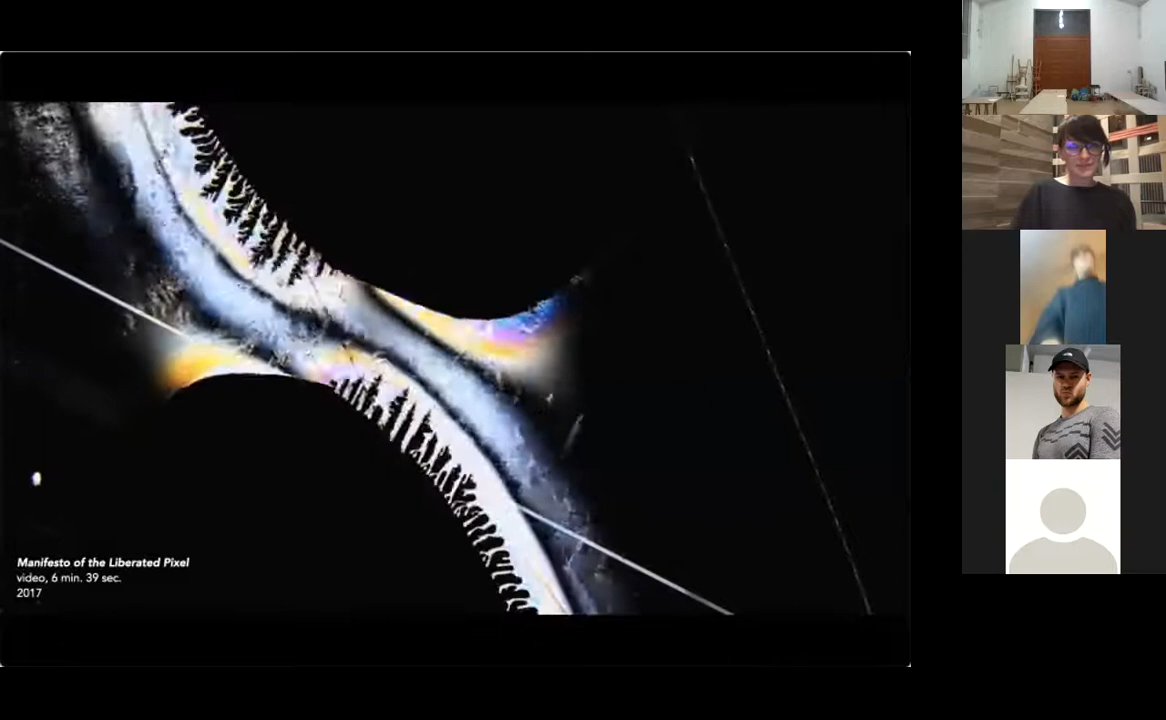 Manifesto of the Liberated Pixel
video, 6 min. 39 sec.
2017